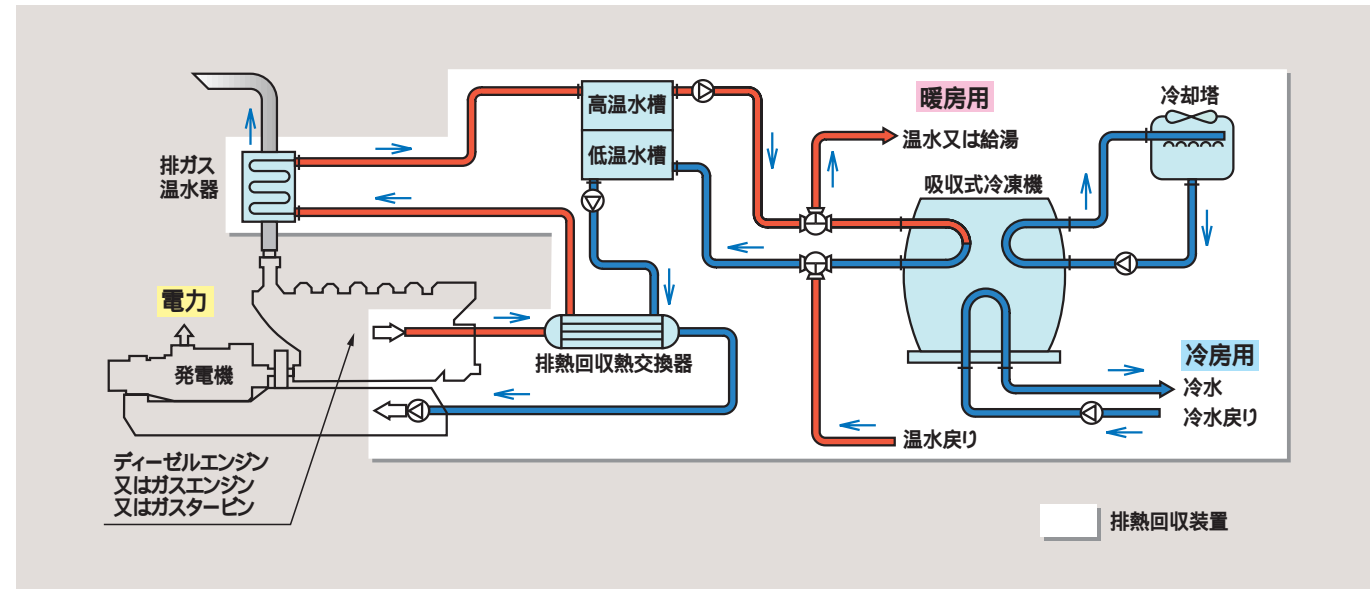 高温水槽
低温水槽
暖房用
温水又は給湯
冷却塔
排ガス
温水器
吸収式冷凍機
電力
発電機
排熱回収熱交換器
冷房用
冷水
冷水戻り
温水戻り
ディーゼルエンジン
又はガスエンジン
又はガスタービン
排熱回収装置